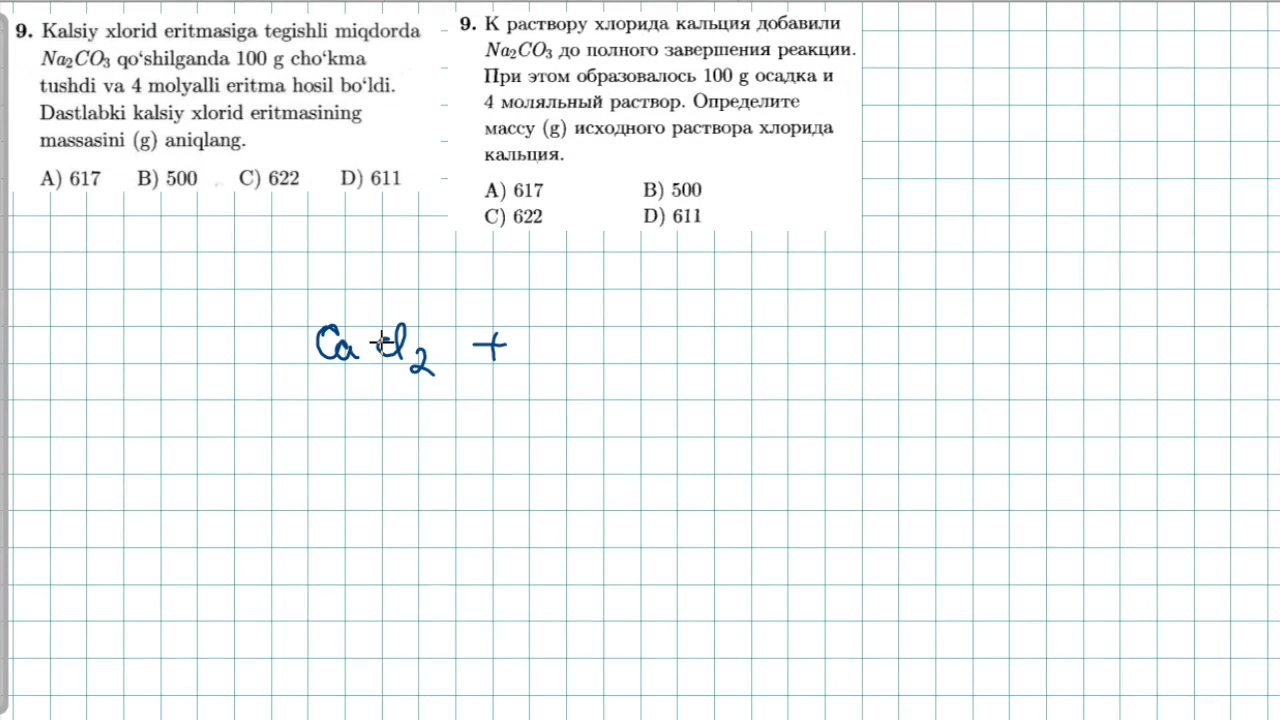 9. Kalsiy xlorid eritmasiga tegishli miqdorda
Na₂CO₃ qo‘shilganda 100 g cho‘kma
tushdi va 4 molyalli eritma hosil bo‘ldi.
Dastlabki kalsiy xlorid eritmasining
massasini (g) aniqlang.
A) 617 B) 500 C) 622 D) 611
9. К раствору хлорида кальция добавили
Na₂CO₃ до полного завершения реакции.
При этом образовалось 100 g осадка и
4 моляльный раствор. Определите
массу (g) исходного раствора хлорида
кальция.
A) 617 B) 500
C) 622 D) 611
CaCl₂ +